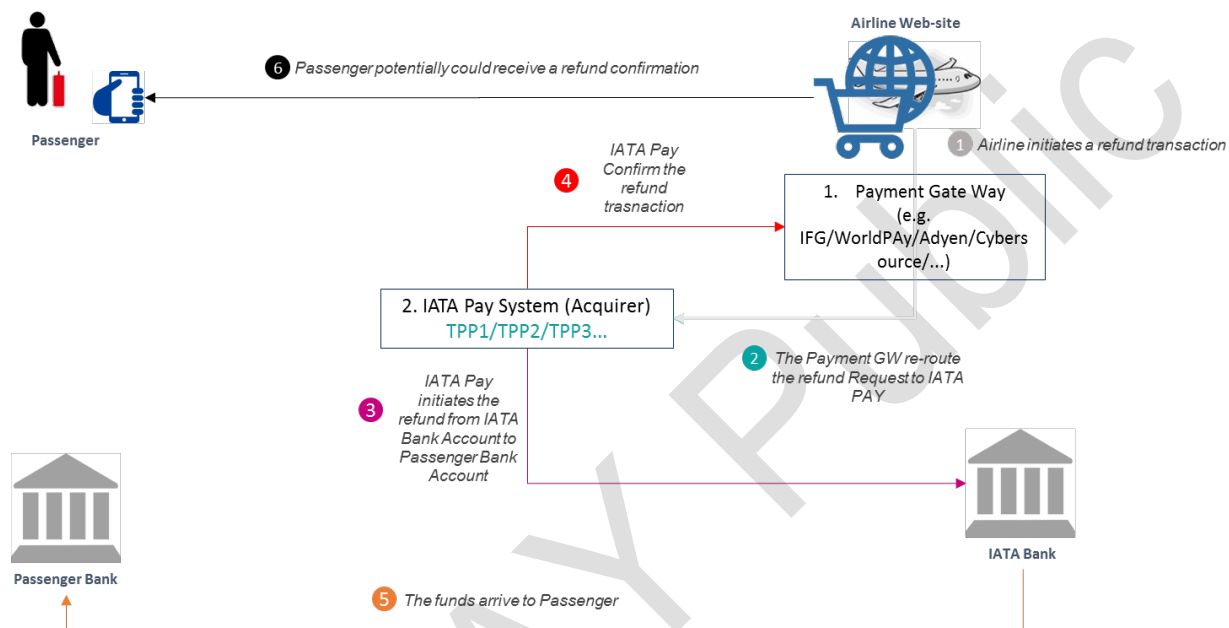 Airline Web-site
6 Passenger potentially could receive a refund confirmation
Passenger
1 Airline initiates a refund transaction
IATA Pay
Confirm the
refund
trasnaction
4
1. Payment Gate Way
(e.g.
IFG/WorldPAy/Adyen/Cybers
ource/...)
2. IATA Pay System (Acquirer)
TPP1/TPP2/TPP3...
2 The Payment GW re-route
the refund Request to IATA
PAY
IATA Pay
initiates the
3 refund from IATA
Bank Account to
Passenger Bank
Account
IATA Bank
Passenger Bank
5 The funds arrive to Passenger
AY Public